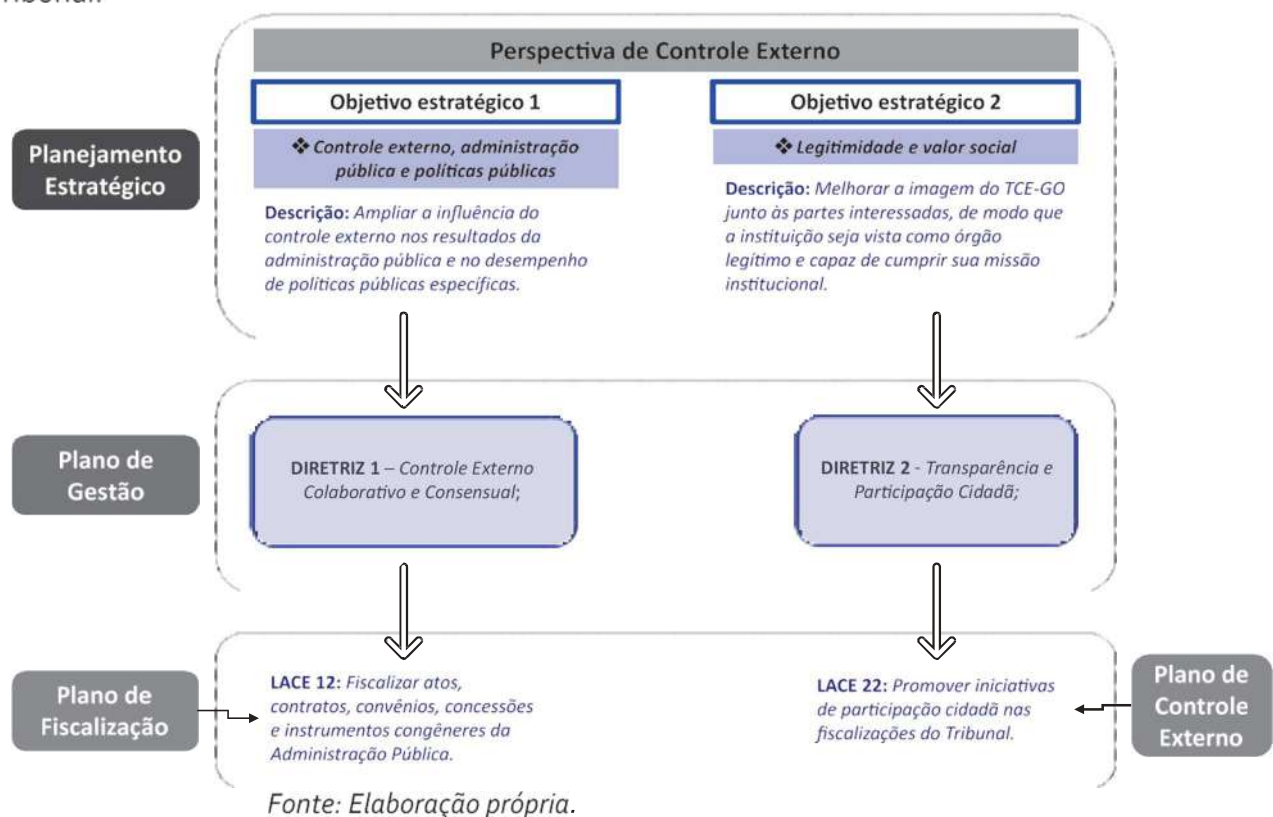 Perspectiva de Controle Externo
Objetivo estratégico 1
❖ Controle externo, administração
pública e políticas públicas
Descrição: Ampliar a influência do
controle externo nos resultados da
administração pública e no desempenho
de políticas públicas específicas.
Objetivo estratégico 2
❖ Legitimidade e valor social
Descrição: Melhorar a imagem do TCE-GO
junto às partes interessadas, de modo que
a instituição seja vista como órgão
legítimo e capaz de cumprir sua missão
institucional.
Planejamento
Estratégico
Plano de
Gestão
DIRETRIZ 1 – Controle Externo
Colaborativo e Consensual;
DIRETRIZ 2 - Transparência e
Participação Cidadã;
Plano de
Fiscalização
LACE 12: Fiscalizar atos,
contratos, convênios, concessões
e instrumentos congêneres da
Administração Pública.
LACE 22: Promover iniciativas
de participação cidadã nas
fiscalizações do Tribunal.
Plano de
Controle
Externo
Fonte: Elaboração própria.